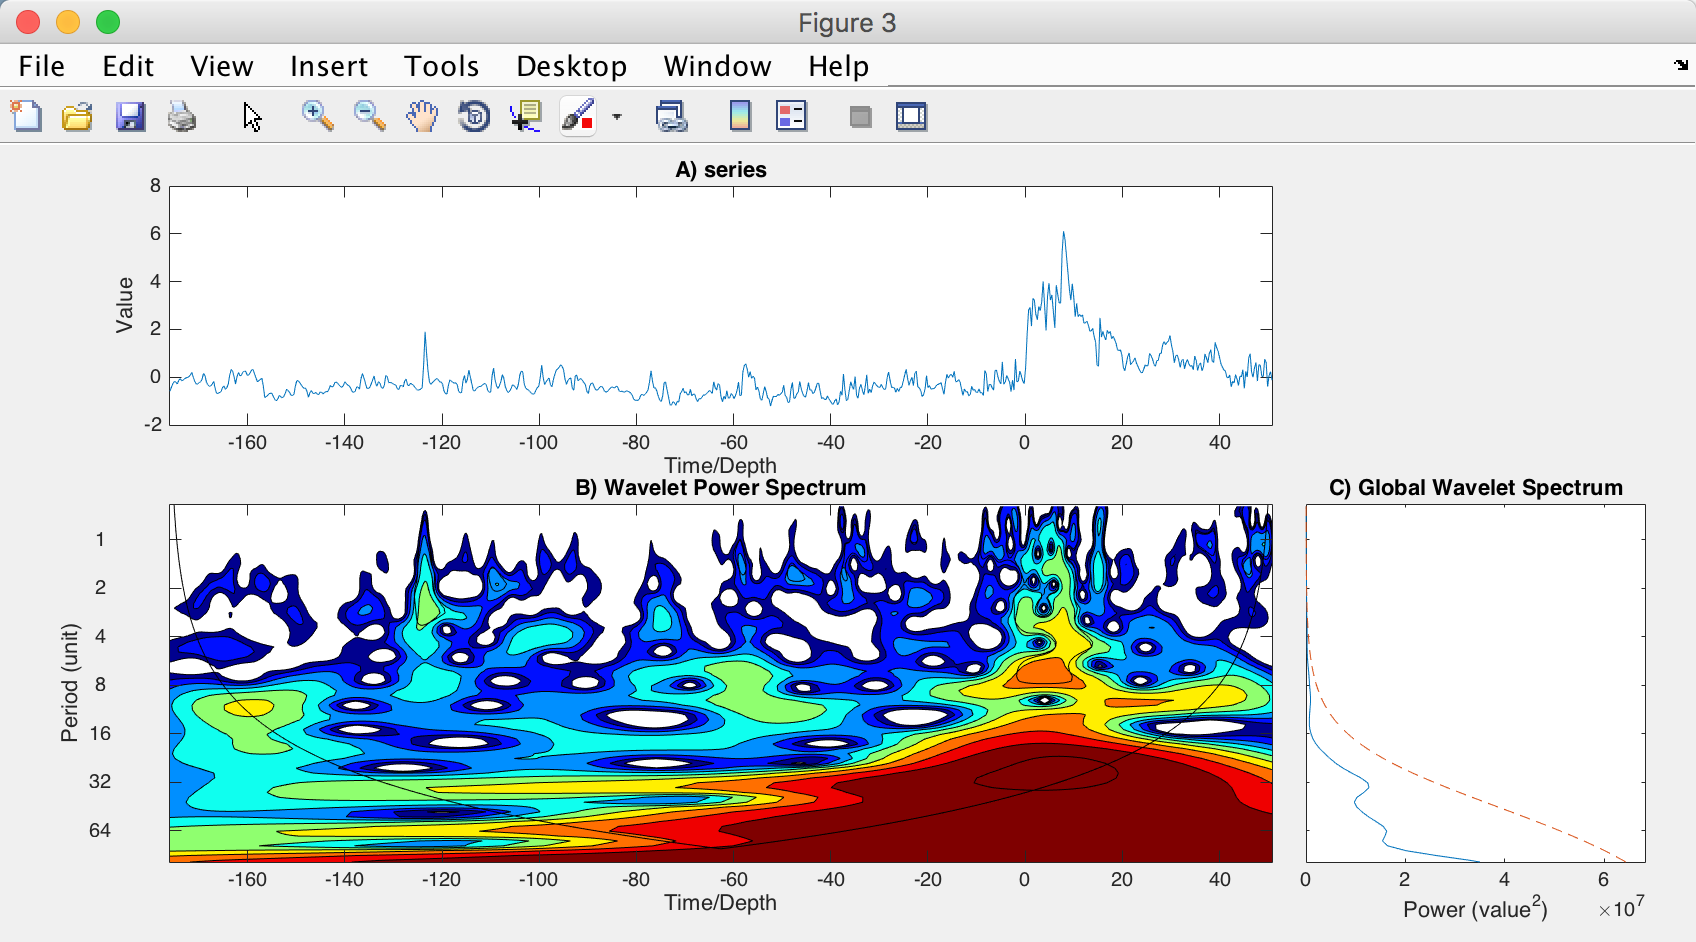 Figure 3
File Edit View Insert Tools Desktop Window Help
A) series
Value
8
6
4
2
0
-2
-160 -140 -120 -100 -80 -60 -40 -20 0 20 40
Time/Depth
B) Wavelet Power Spectrum
Period (unit)
1
2
4
8
16
32
64
-160 -140 -120 -100 -80 -60 -40 -20 0 20 40
Time/Depth
C) Global Wavelet Spectrum
0 2 4 6
Power (value²) ×10⁷